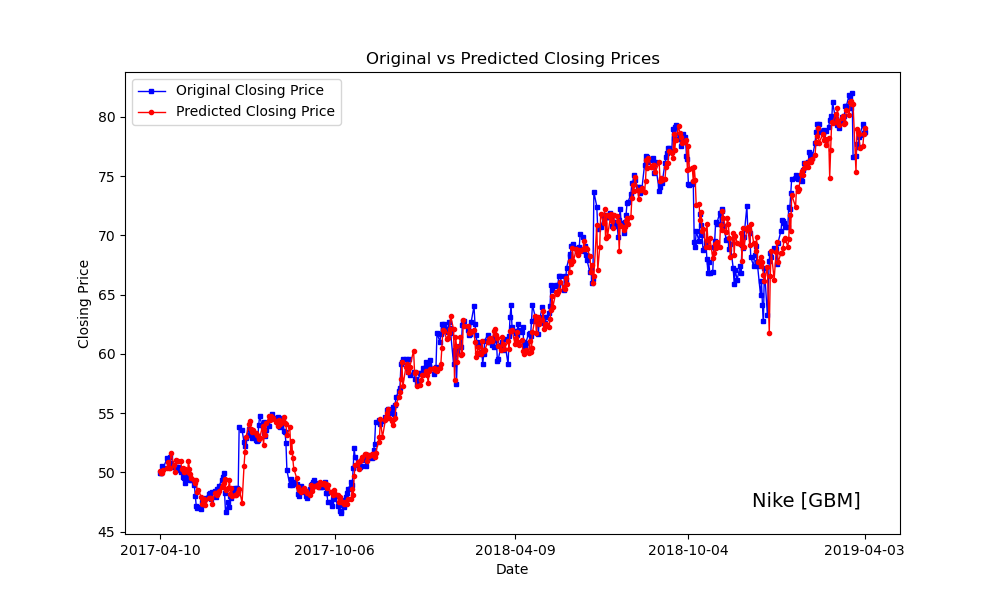 Original vs Predicted Closing Prices
Original Closing Price
Predicted Closing Price
80
75
70
65
60
55
50
45
Closing Price
Nike [GBM]
2017-04-10
2017-10-06
2018-04-09
2018-10-04
2019-04-03
Date